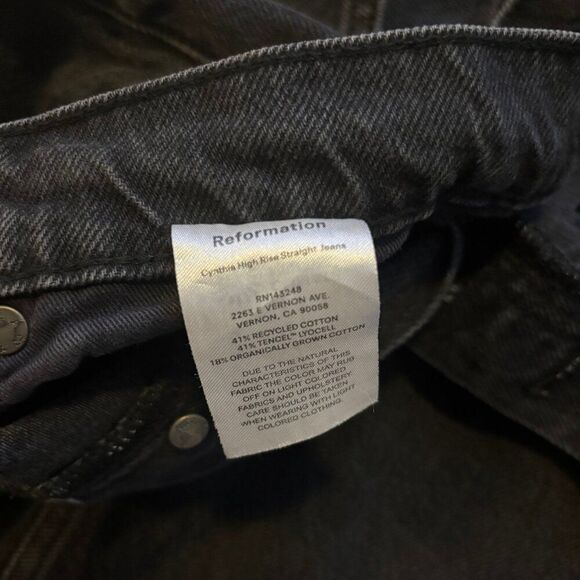 Reformation
Cynthia High Rise Straight Jeans
RN143248
2263 E VERNON AVE.
VERNON, CA 90058
41% RECYCLED COTTON
41% TENCEL™ LYOCELL
18% ORGANICALLY GROWN COTTON
DUE TO THE NATURAL
CHARACTERISTICS OF THIS
FABRIC THE COLOR MAY RUB
OFF ON LIGHT COLORED
FABRICS AND UPHOLSTERY
CARE SHOULD BE TAKEN
WHEN WEARING WITH LIGHT
COLORED CLOTHING.